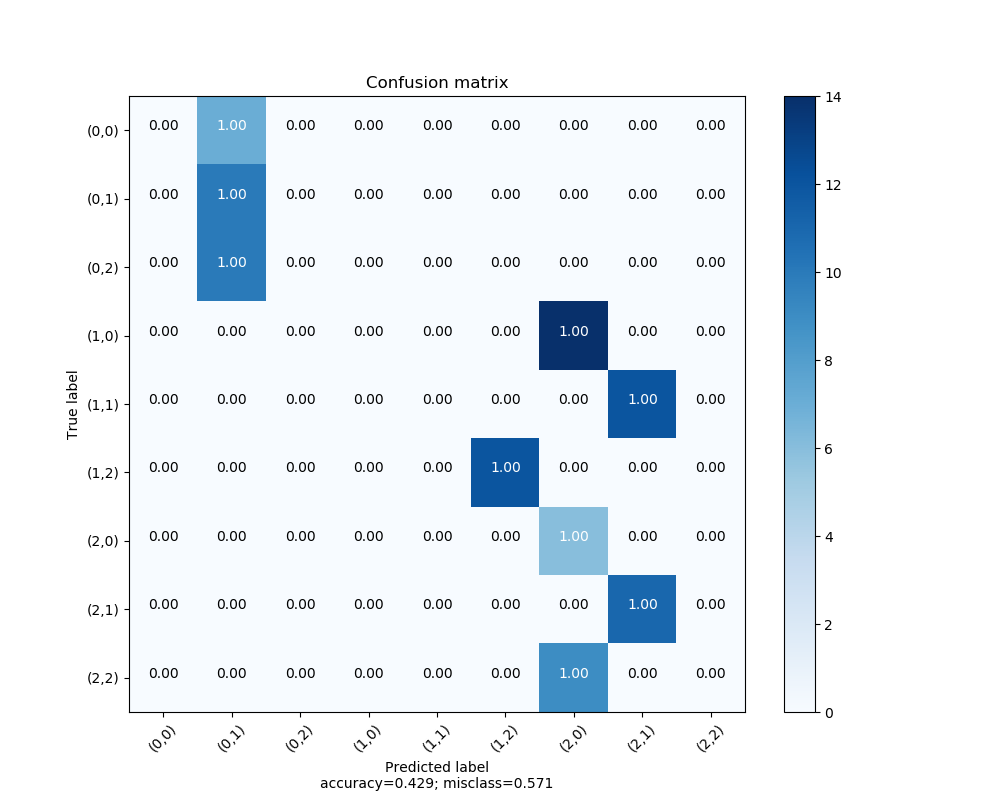 Confusion matrix
(0,0) 0.00 1.00 0.00 0.00 0.00 0.00 0.00 0.00 0.00
(0,1) 0.00 1.00 0.00 0.00 0.00 0.00 0.00 0.00 0.00
(0,2) 0.00 1.00 0.00 0.00 0.00 0.00 0.00 0.00 0.00
(1,0) 0.00 0.00 0.00 0.00 0.00 0.00 1.00 0.00 0.00
(1,1) 0.00 0.00 0.00 0.00 0.00 0.00 0.00 1.00 0.00
(1,2) 0.00 0.00 0.00 0.00 0.00 1.00 0.00 0.00 0.00
(2,0) 0.00 0.00 0.00 0.00 0.00 0.00 1.00 0.00 0.00
(2,1) 0.00 0.00 0.00 0.00 0.00 0.00 0.00 1.00 0.00
(2,2) 0.00 0.00 0.00 0.00 0.00 0.00 1.00 0.00 0.00
True label
(0,0) (0,1) (0,2) (1,0) (1,1) (1,2) (2,0) (2,1) (2,2)
Predicted label
accuracy=0.429; misclass=0.571
14
12
10
8
6
4
2
0